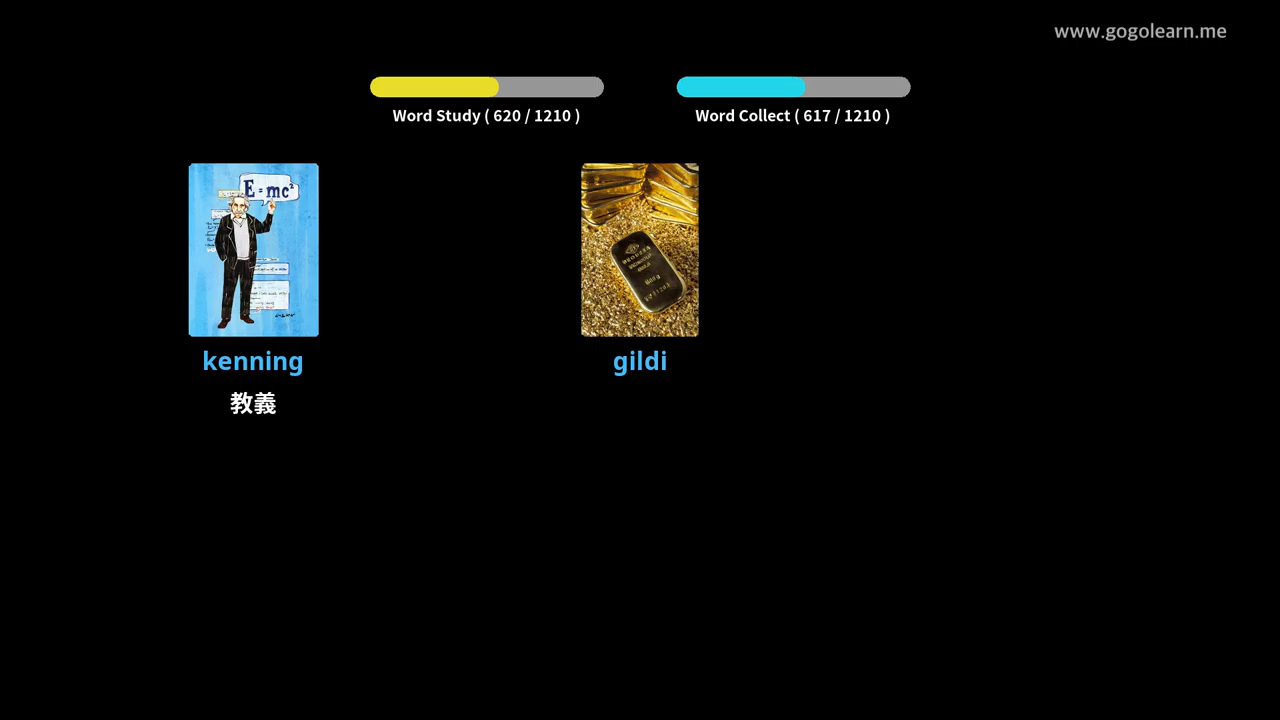 www.gogolearn.me
Word Study ( 620 / 1210 )
Word Collect ( 617 / 1210 )
E = mc²
kenning
教義
gildi